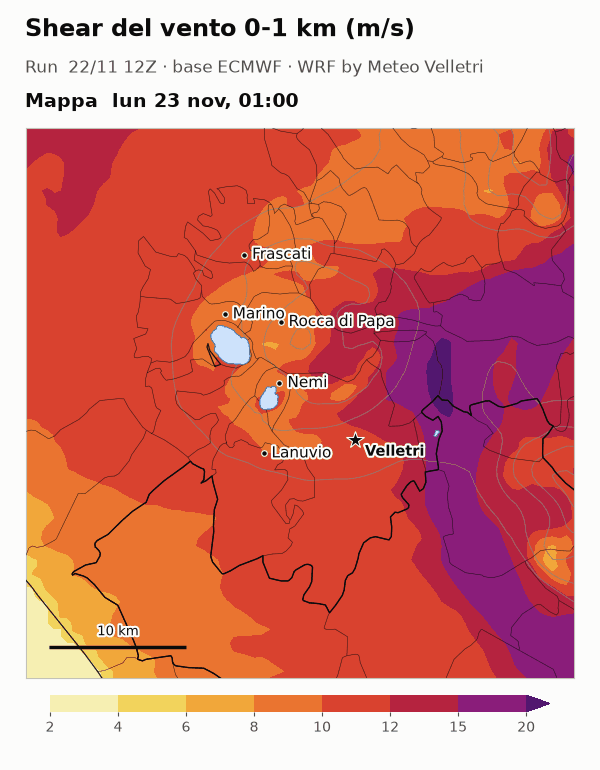 Shear del vento 0-1 km (m/s)
Run  22/11 12Z · base ECMWF · WRF by Meteo Velletri
Mappa  lun 23 nov, 01:00
Frascati
Marino
Rocca di Papa
Nemi
Velletri
Lanuvio
10 km
2 4 6 8 10 12 15 20